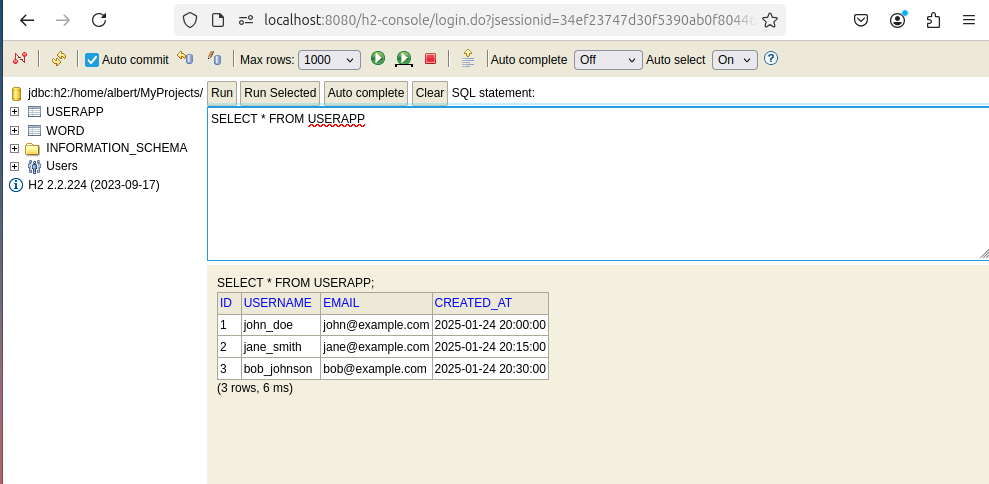 localhost:8080/h2-console/login.do?jsessionid=34ef23747d30f5390ab0f8044
Auto commit Max rows: 1000 Auto complete Off Auto select On
jdbc:h2:/home/albert/MyProjects/
USERAPP
WORD
INFORMATION_SCHEMA
Users
H2 2.2.224 (2023-09-17)
Run Run Selected Auto complete Clear SQL statement:
SELECT * FROM USERAPP
SELECT * FROM USERAPP;
ID USERNAME EMAIL CREATED_AT
1 john_doe john@example.com 2025-01-24 20:00:00
2 jane_smith jane@example.com 2025-01-24 20:15:00
3 bob_johnson bob@example.com 2025-01-24 20:30:00
(3 rows, 6 ms)